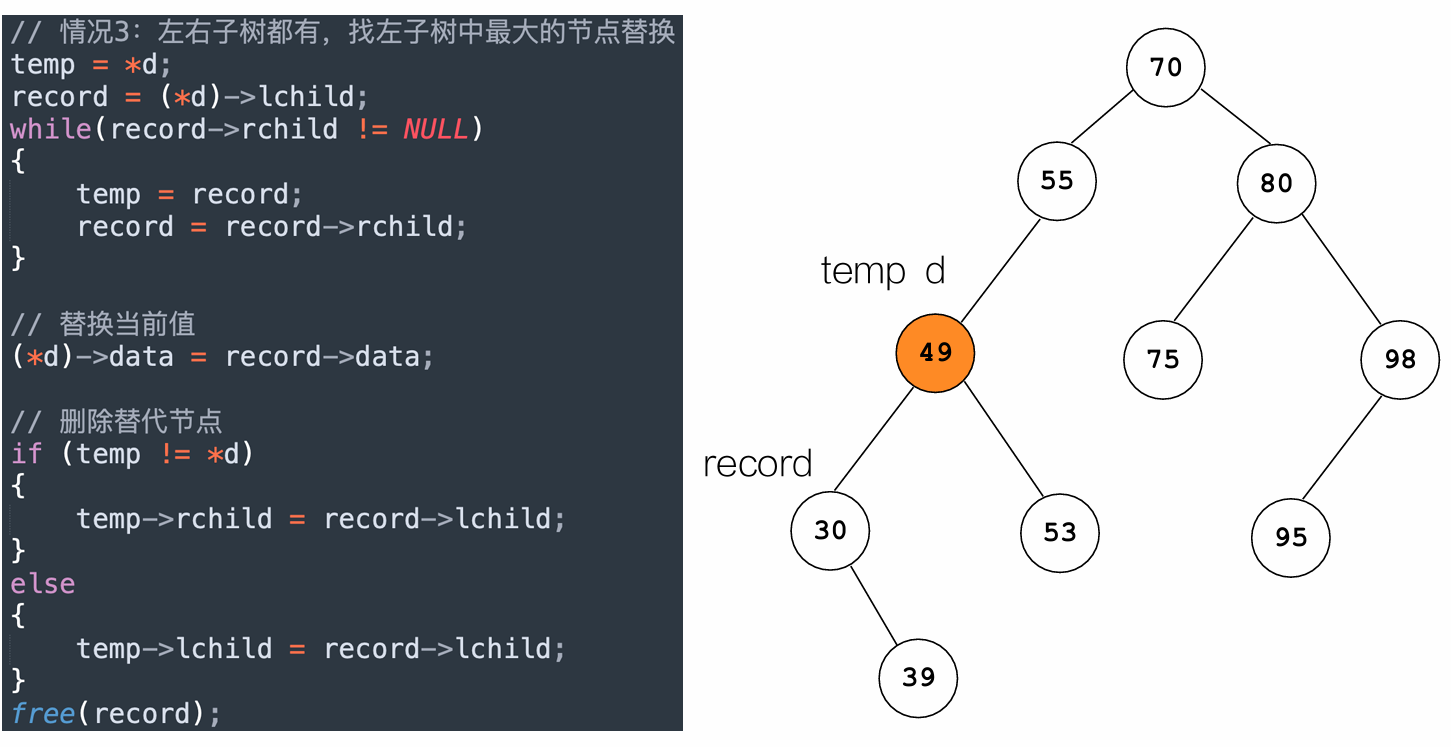 // 情况3：左右子树都有，找左子树中最大的节点替换
temp = *d;
record = (*d)->lchild;
while(record->rchild != NULL)
{
    temp = record;
    record = record->rchild;
}
// 替换当前值
(*d)->data = record->data;
// 删除替代节点
if (temp != *d)
{
    temp->rchild = record->lchild;
}
else
{
    temp->lchild = record->lchild;
}
free(record);
70
55
80
temp d
49
75
98
record
30
53
95
39